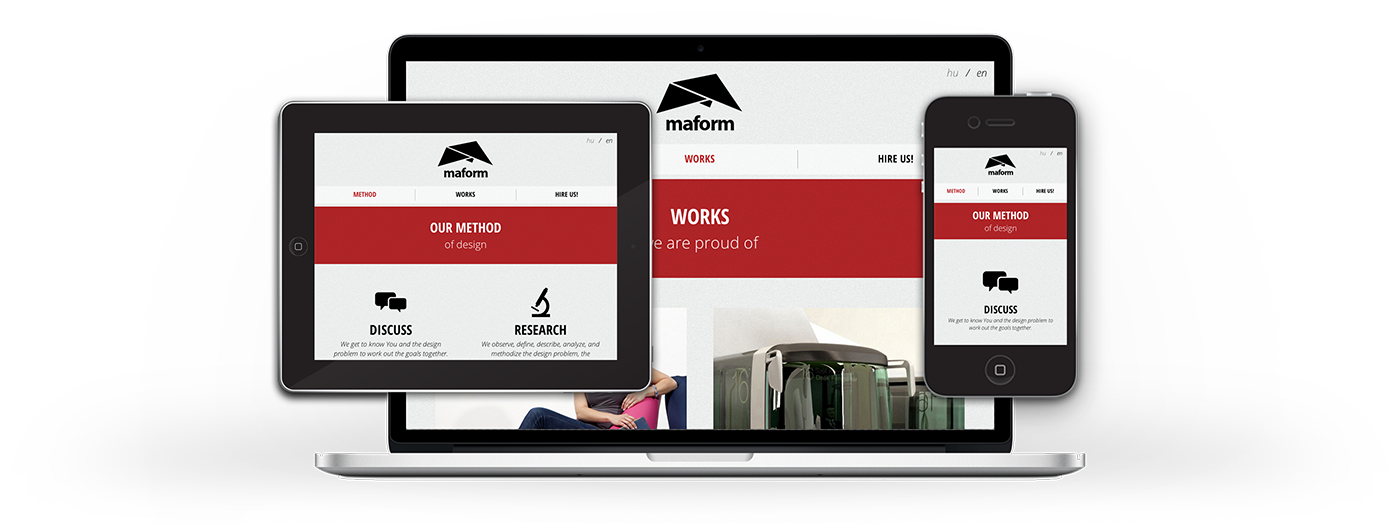 maform
hu / en
METHOD
WORKS
HIRE US!
OUR METHOD
of design
DISCUSS
We get to know You and the design
problem to work out the goals together.
RESEARCH
We observe, define, describe, analyze, and
methodize the design problem, the
hu / en
maform
WORKS
HIRE US!
WORKS
are proud of
hu / en
maform
METHOD
WORKS
HIRE US!
OUR METHOD
of design
DISCUSS
We get to know You and the design problem to
work out the goals together.